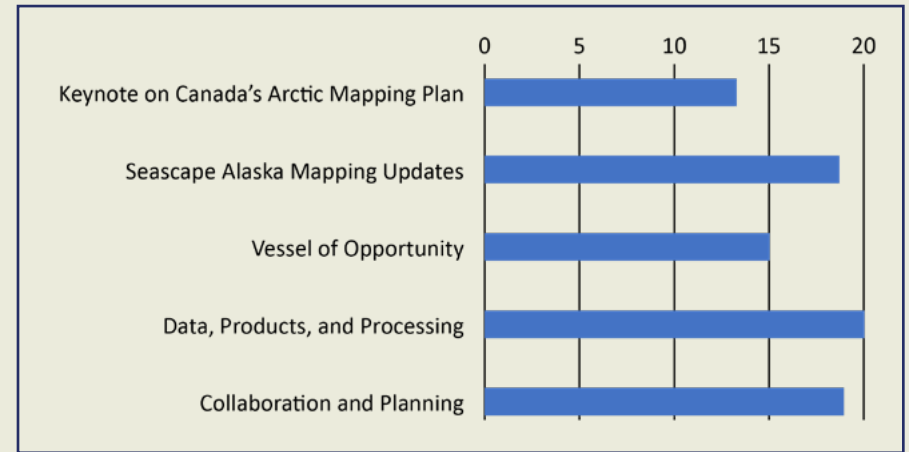 0 5 10 15 20
Keynote on Canada's Arctic Mapping Plan
Seascape Alaska Mapping Updates
Vessel of Opportunity
Data, Products, and Processing
Collaboration and Planning